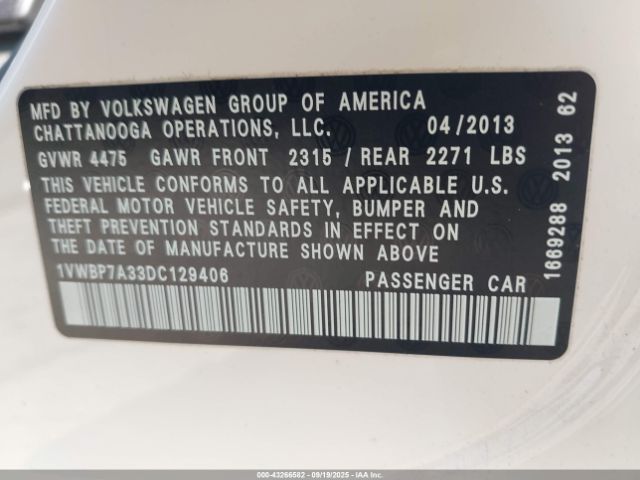 MFD BY VOLKSWAGEN GROUP OF AMERICA
CHATTANOOGA OPERATIONS, LLC. 04/2013
GVWR 4475 GAWR FRONT 2315 / REAR 2271 LBS
THIS VEHICLE CONFORMS TO ALL APPLICABLE U.S.
FEDERAL MOTOR VEHICLE SAFETY, BUMPER AND
THEFT PREVENTION STANDARDS IN EFFECT ON
THE DATE OF MANUFACTURE SHOWN ABOVE
1VWBP7A33DC129406 PASSENGER CAR
1669288 2013 62
000-43266582 - 09/19/2025 - IAA Inc.